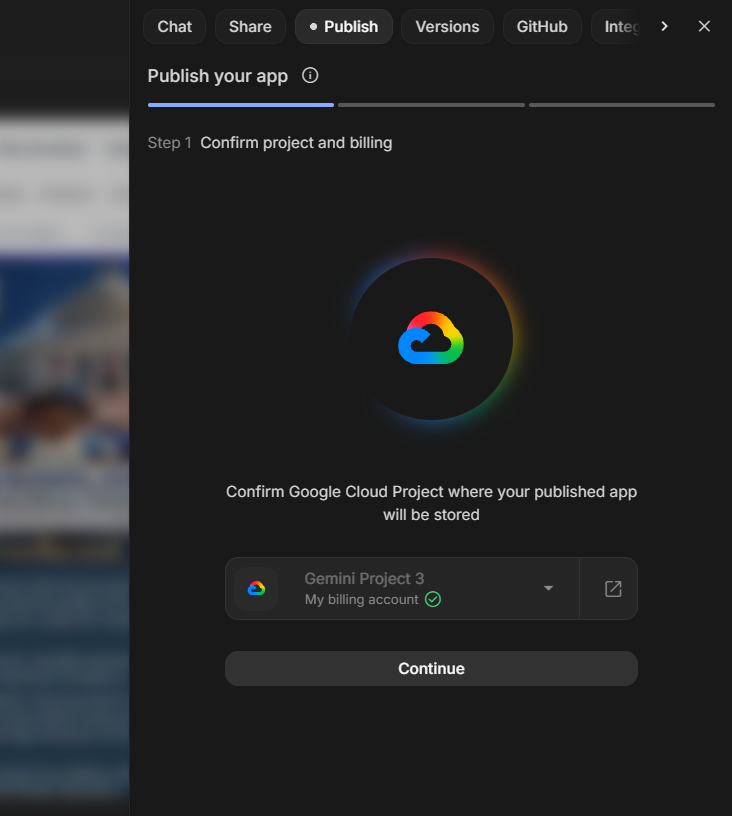 Chat Share Publish Versions GitHub Integ
Publish your app
Step 1 Confirm project and billing
Confirm Google Cloud Project where your published app
will be stored
Gemini Project 3
My billing account
Continue